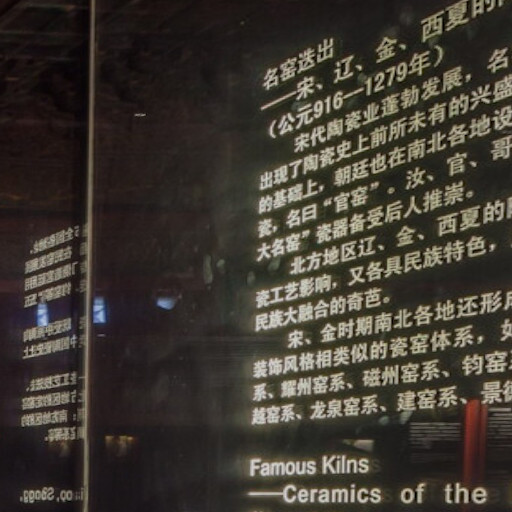 名窑迭出
——宋、辽、金、西夏的
（公元916—1279年）
宋代陶瓷业蓬勃发展，名
出现了陶瓷史上前所未有的兴盛
的基础上，朝廷也在南北各地设
瓷，名曰“官窑”。汝、官、哥
大名窑”瓷器备受后人推崇。
北方地区辽、金、西夏的陶
瓷工艺影响，又各具民族特色，
民族大融合的奇葩。
宋、金时期南北各地还形成
装饰风格相类似的瓷窑体系，如
系、耀州窑系、磁州窑系、钧窑系
越窑系、龙泉窑系、建窑系、景德
Famous Kilns
——Ceramics of the